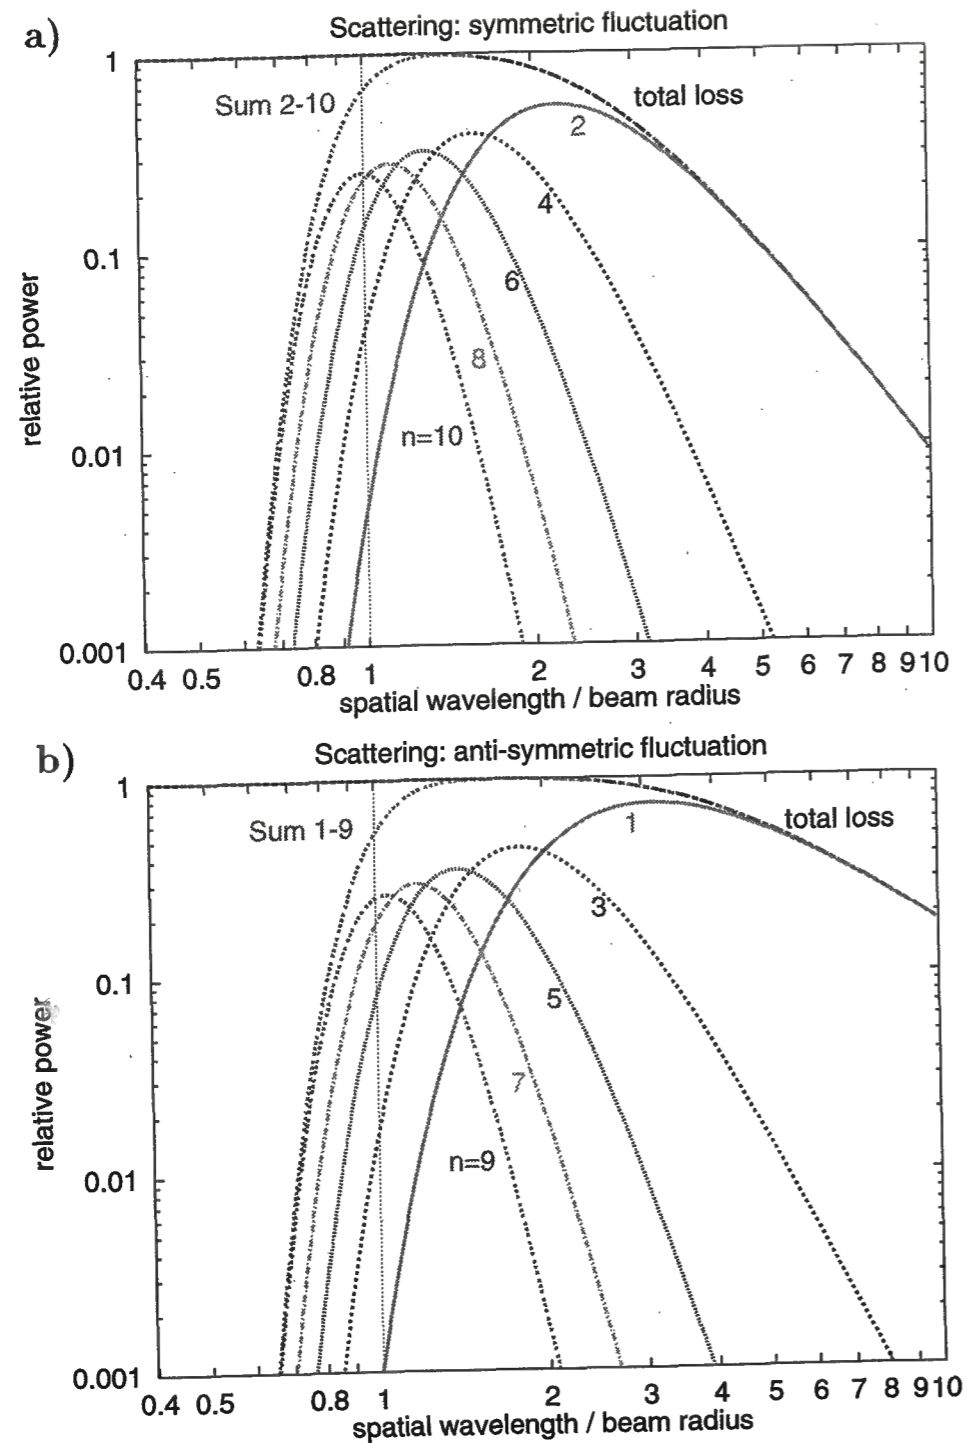 a)
Scattering: symmetric fluctuation
1
Sum 2-10
total loss
2
4
0.1
6
relative power
8
n=10
0.01
0.001
0.4 0.5 0.8 1 2 3 4 5 6 7 8 910
spatial wavelength / beam radius
b)
Scattering: anti-symmetric fluctuation
1
Sum 1-9
1
total loss
3
0.1
5
relative power
7
n=9
0.01
0.001
0.4 0.5 0.8 1 2 3 4 5 6 7 8 910
spatial wavelength / beam radius